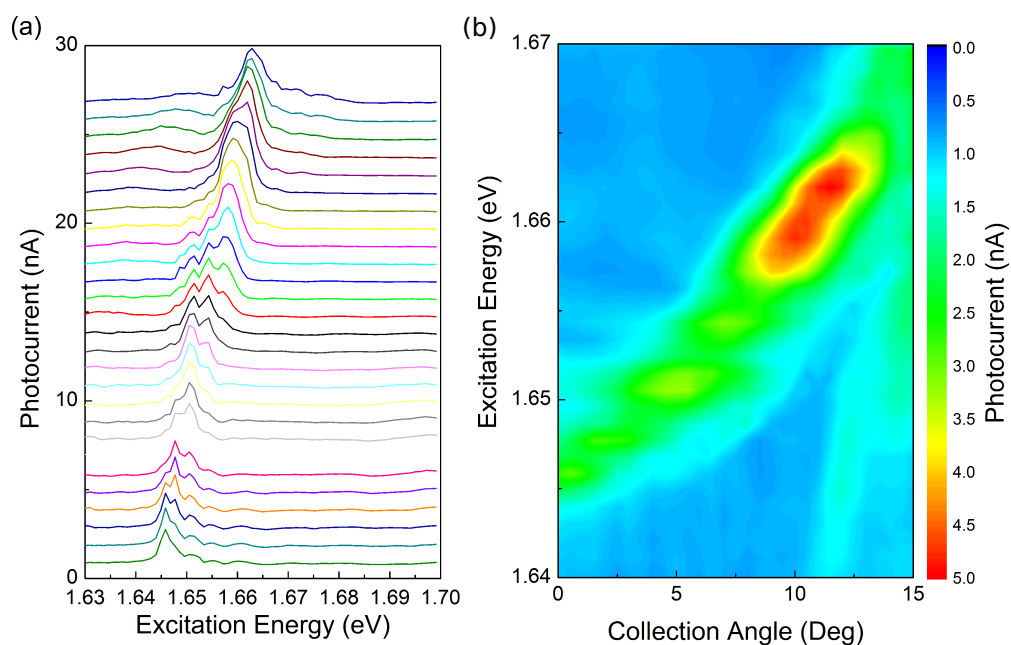 (a)
30
20
10
0
1.63 1.64 1.65 1.66 1.67 1.68 1.69 1.70
Photocurrent (nA)
Excitation Energy (eV)
(b)
1.67
1.66
1.65
1.64
0 5 10 15
Excitation Energy (eV)
Collection Angle (Deg)
0.0
0.5
1.0
1.5
2.0
2.5
3.0
3.5
4.0
4.5
5.0
Photocurrent (nA)